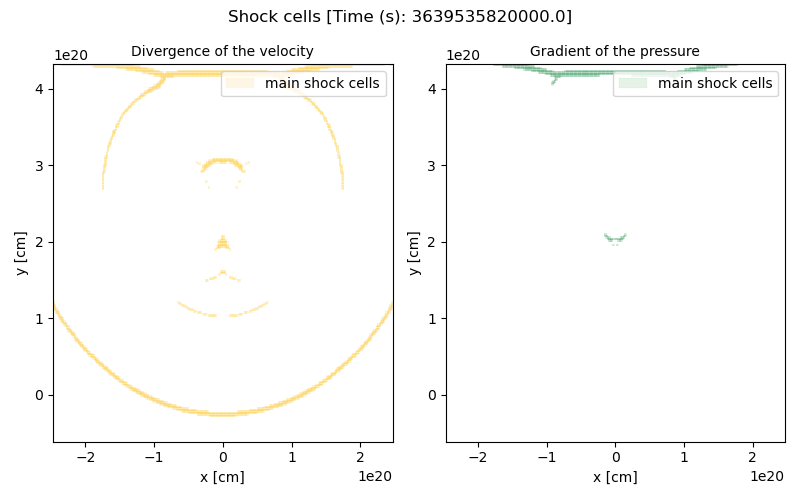 Shock cells [Time (s): 3639535820000.0]
Divergence of the velocity
Gradient of the pressure
1e20
1e20
main shock cells
main shock cells
4
3
2
1
0
y [cm]
4
3
2
1
0
y [cm]
−2
−1
0
1
2
x [cm]
1e20
−2
−1
0
1
2
x [cm]
1e20